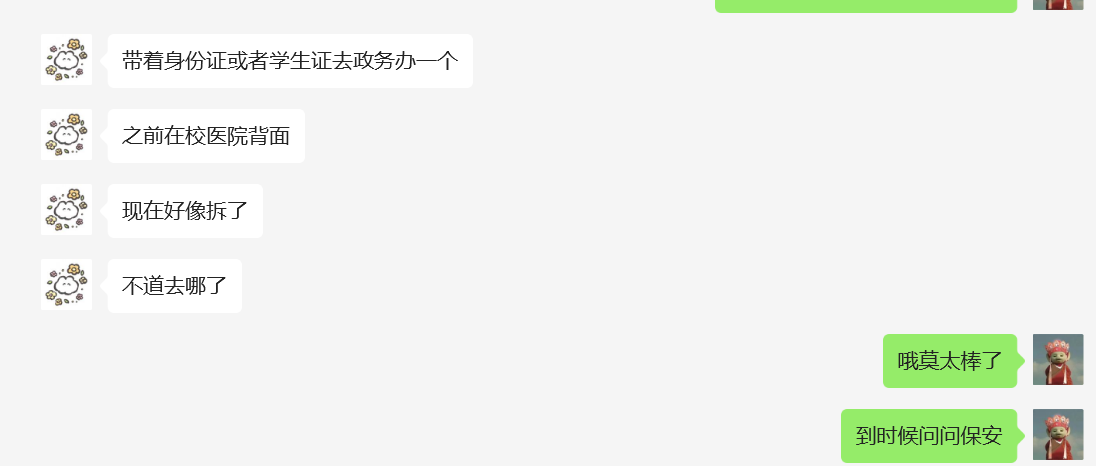 带着身份证或者学生证去政务办一个
之前在校医院背面
现在好像拆了
不道去哪了
哦莫太棒了
到时候问问保安